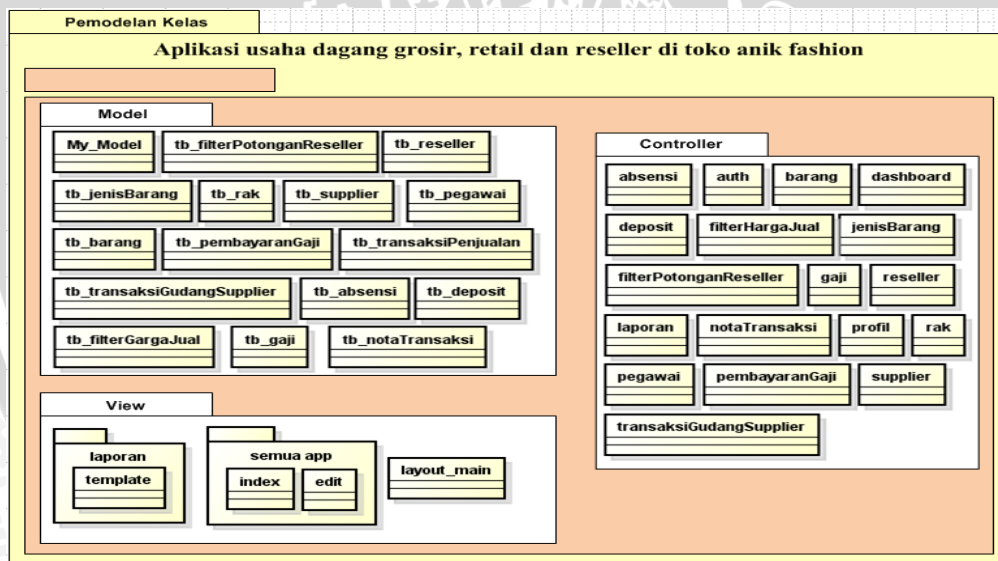 Pemodelan Kelas
Aplikasi usaha dagang grosir, retail dan reseller di toko anik fashion
Model
My_Model tb_filterPotonganReseller tb_reseller
tb_jenisBarang tb_rak tb_supplier tb_pegawai
tb_barang tb_pembayaranGaji tb_transaksiPenjualan
tb_transaksiGudangSupplier tb_absensi tb_deposit
tb_filterGargaJual tb_gaji tb_notaTransaksi
View
laporan
template
semua app
index edit
layout_main
Controller
absensi auth barang dashboard
deposit filterHargaJual jenisBarang
filterPotonganReseller gaji reseller
laporan notaTransaksi profil rak
pegawai pembayaranGaji supplier
transaksiGudangSupplier